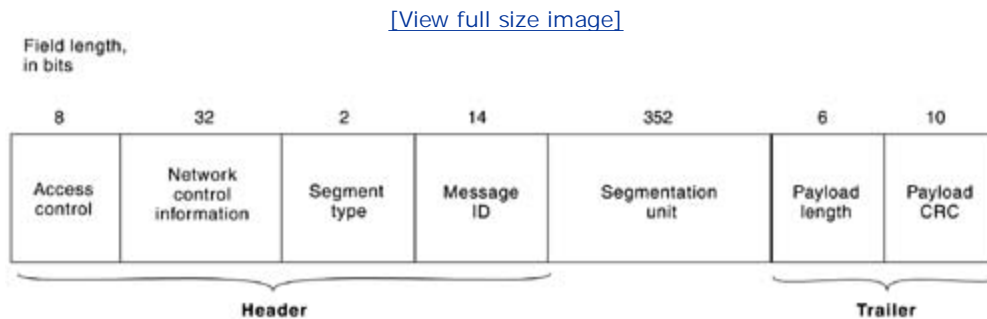 [View full size image]
Field length,
in bits
8 32 2 14 352 6 10
Access
control
Network
control
information
Segment
type
Message
ID
Segmentation
unit
Payload
length
Payload
CRC
Header Trailer